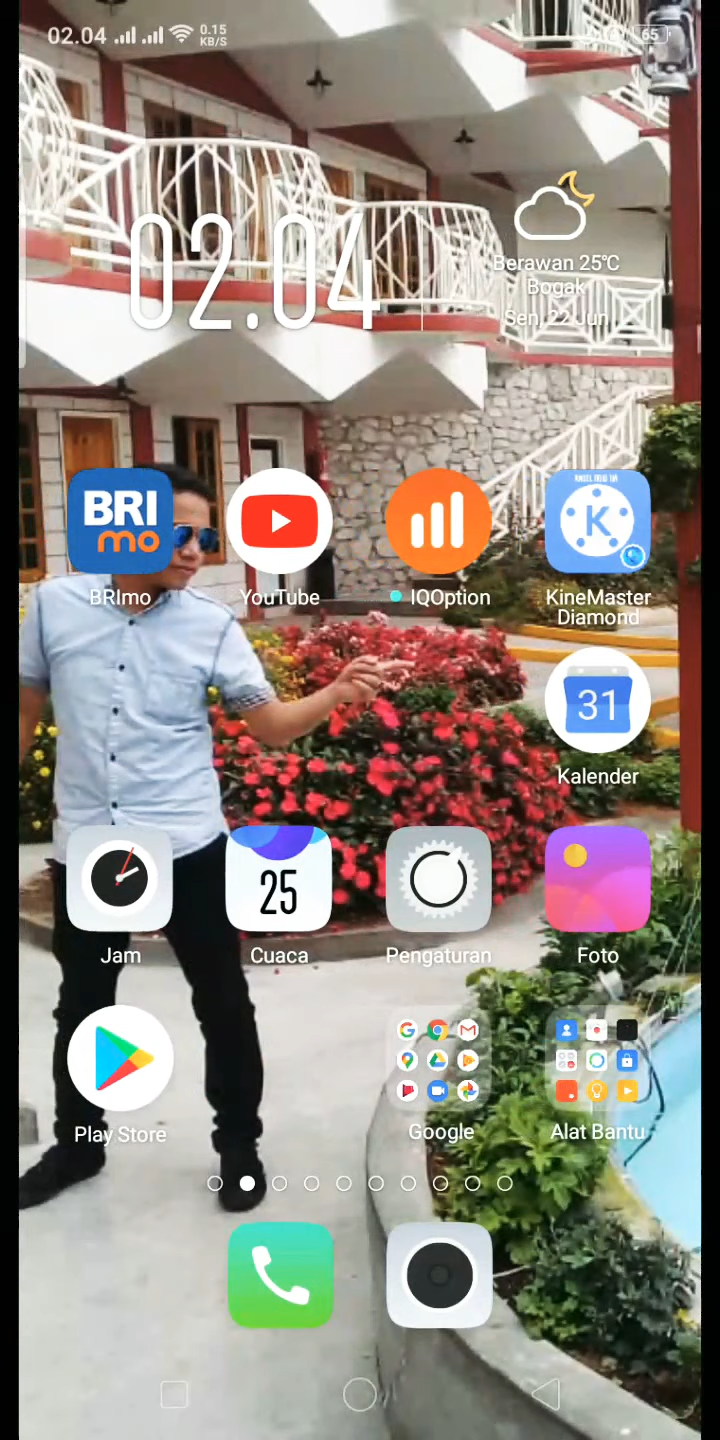 02.04
0.15
KB/S
65
02.04
Berawan 25℃
Bogak
Sen, 22 Jun
BRI
mo
BRImo
YouTube
IQOption
K
KineMaster
Diamond
31
Kalender
Jam
25
Cuaca
Pengaturan
Foto
Play Store
Google
Alat Bantu